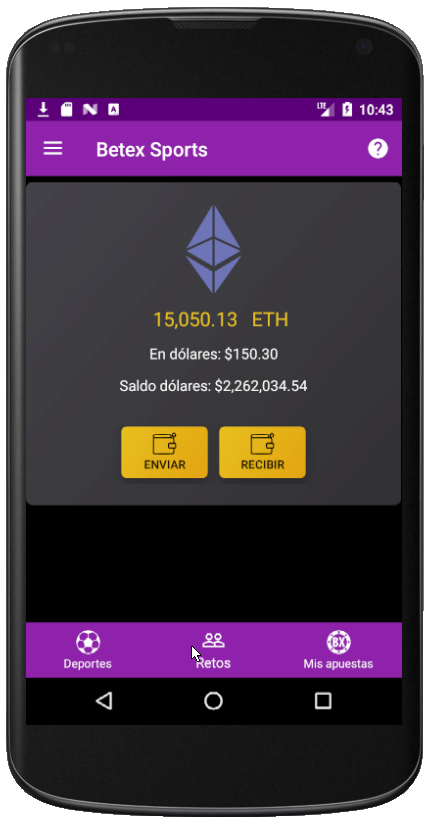 LTE 10:43
Betex Sports
15,050.13 ETH
En dólares: $150.30
Saldo dólares: $2,262,034.54
ENVIAR RECIBIR
BX
Deportes Retos Mis apuestas